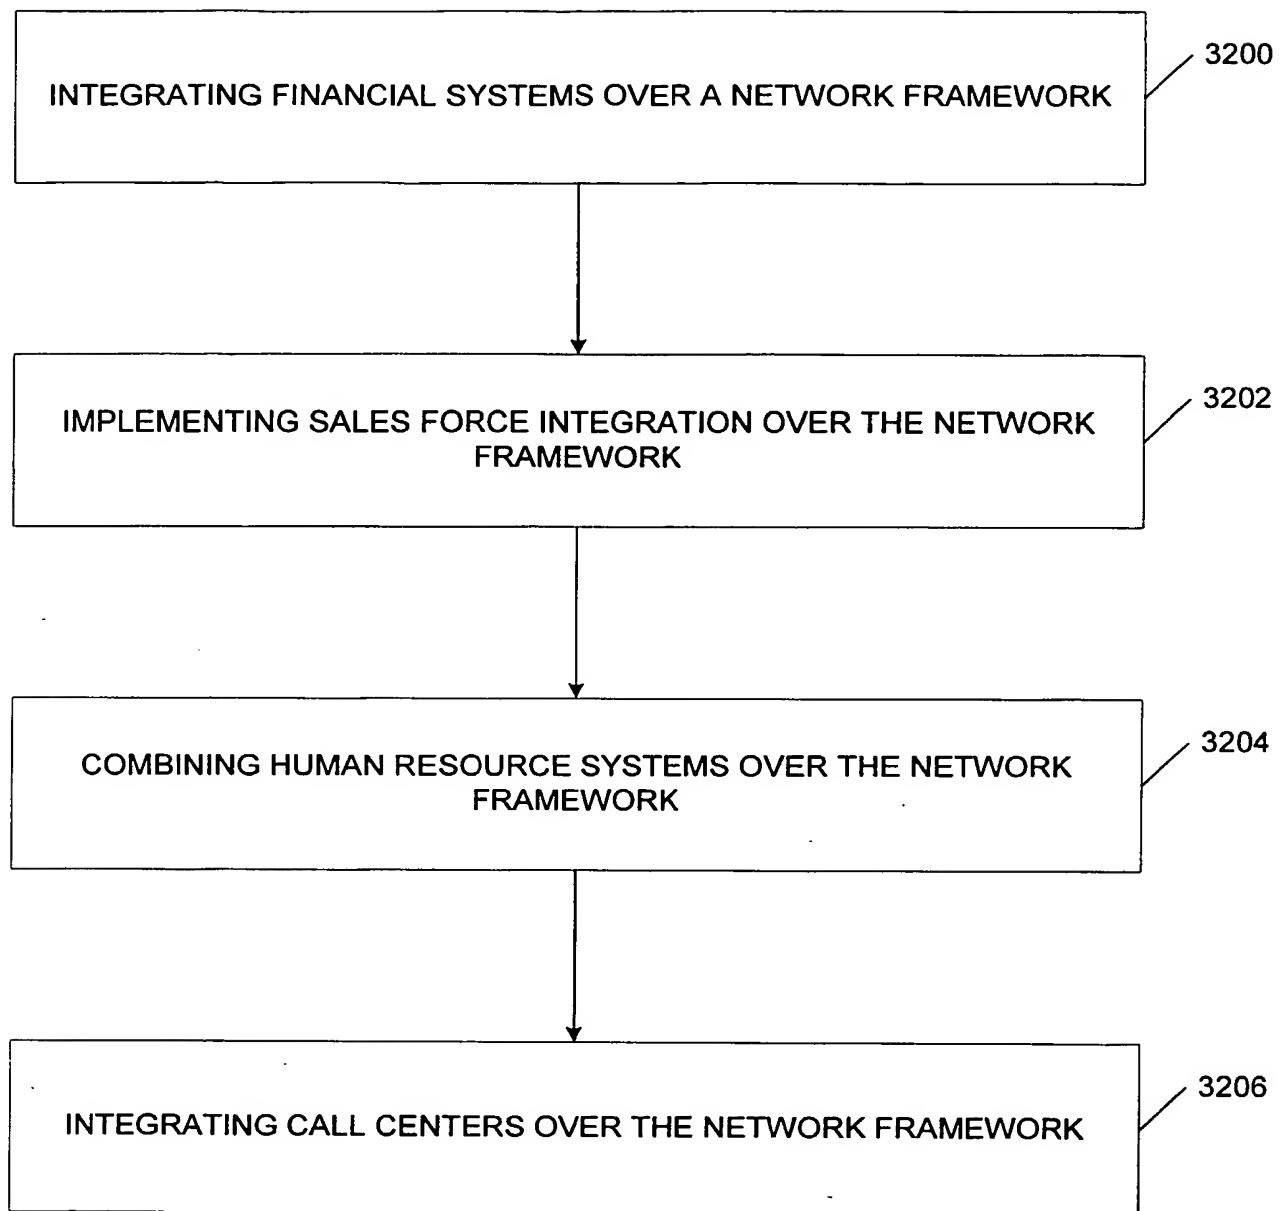 3200
INTEGRATING FINANCIAL SYSTEMS OVER A NETWORK FRAMEWORK
3202
IMPLEMENTING SALES FORCE INTEGRATION OVER THE NETWORK
FRAMEWORK
3204
COMBINING HUMAN RESOURCE SYSTEMS OVER THE NETWORK
FRAMEWORK
3206
INTEGRATING CALL CENTERS OVER THE NETWORK FRAMEWORK